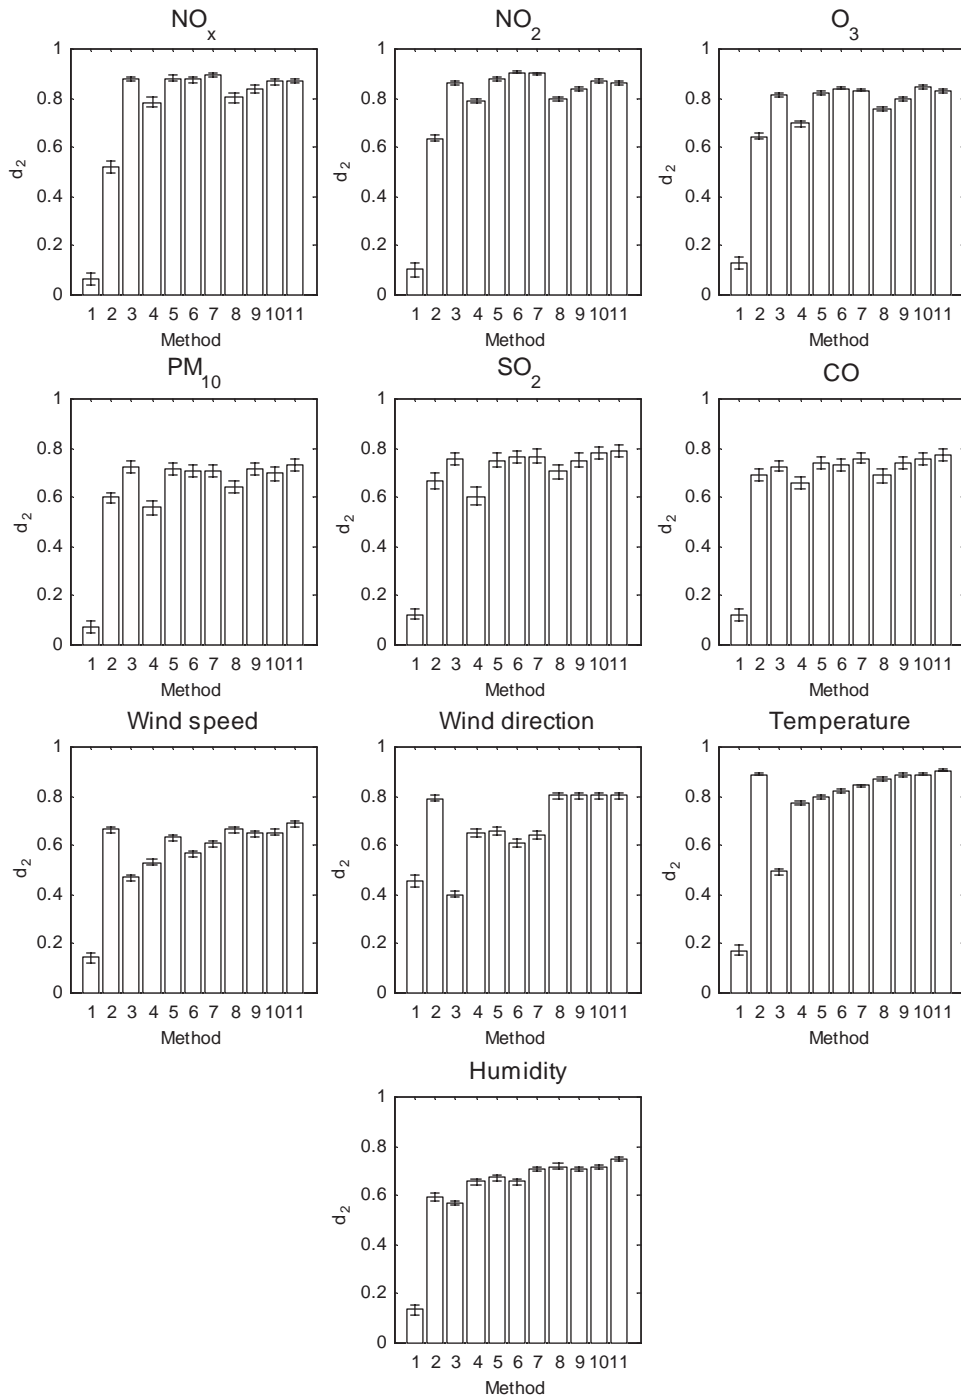 NOx NO2 O3
1 1 1
0.8 0.8 0.8
0.6 0.6 0.6
d2 d2 d2
0.4 0.4 0.4
0.2 0.2 0.2
0 0 0
1 2 3 4 5 6 7 8 9 10 11 1 2 3 4 5 6 7 8 9 10 11 1 2 3 4 5 6 7 8 9 10 11
Method Method Method
PM10 SO2 CO
1 1 1
0.8 0.8 0.8
0.6 0.6 0.6
d2 d2 d2
0.4 0.4 0.4
0.2 0.2 0.2
0 0 0
1 2 3 4 5 6 7 8 9 10 11 1 2 3 4 5 6 7 8 9 10 11 1 2 3 4 5 6 7 8 9 10 11
Method Method Method
Wind speed Wind direction Temperature
1 1 1
0.8 0.8 0.8
0.6 0.6 0.6
d2 d2 d2
0.4 0.4 0.4
0.2 0.2 0.2
0 0 0
1 2 3 4 5 6 7 8 9 10 11 1 2 3 4 5 6 7 8 9 10 11 1 2 3 4 5 6 7 8 9 10 11
Method Method Method
Humidity
1
0.8
0.6
d2
0.4
0.2
0
1 2 3 4 5 6 7 8 9 10 11
Method